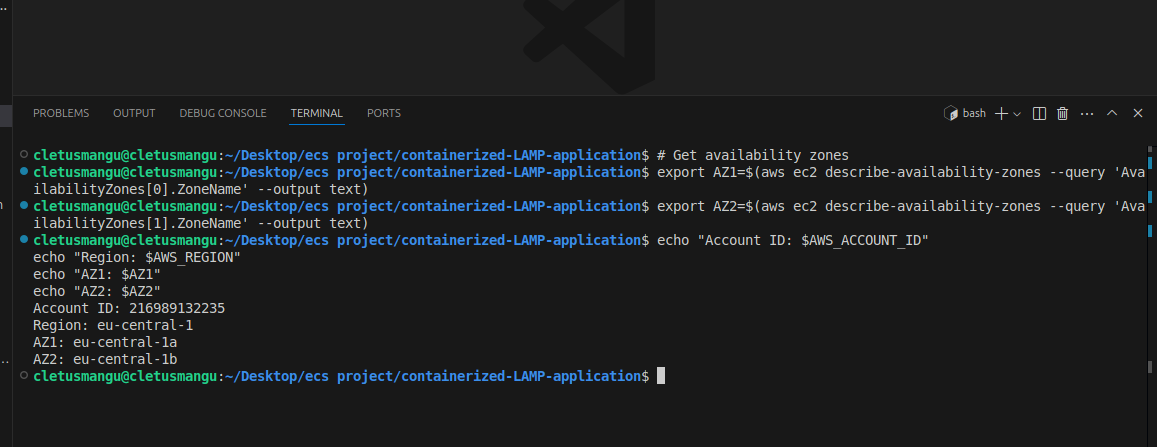 PROBLEMS OUTPUT DEBUG CONSOLE TERMINAL PORTS bash
cletusmangu@cletusmangu:~/Desktop/ecs project/containerized-LAMP-application$ # Get availability zones
cletusmangu@cletusmangu:~/Desktop/ecs project/containerized-LAMP-application$ export AZ1=$(aws ec2 describe-availability-zones --query 'Ava
ilabilityZones[0].ZoneName' --output text)
cletusmangu@cletusmangu:~/Desktop/ecs project/containerized-LAMP-application$ export AZ2=$(aws ec2 describe-availability-zones --query 'Ava
ilabilityZones[1].ZoneName' --output text)
cletusmangu@cletusmangu:~/Desktop/ecs project/containerized-LAMP-application$ echo "Account ID: $AWS_ACCOUNT_ID"
echo "Region: $AWS_REGION"
echo "AZ1: $AZ1"
echo "AZ2: $AZ2"
Account ID: 216989132235
Region: eu-central-1
AZ1: eu-central-1a
AZ2: eu-central-1b
cletusmangu@cletusmangu:~/Desktop/ecs project/containerized-LAMP-application$